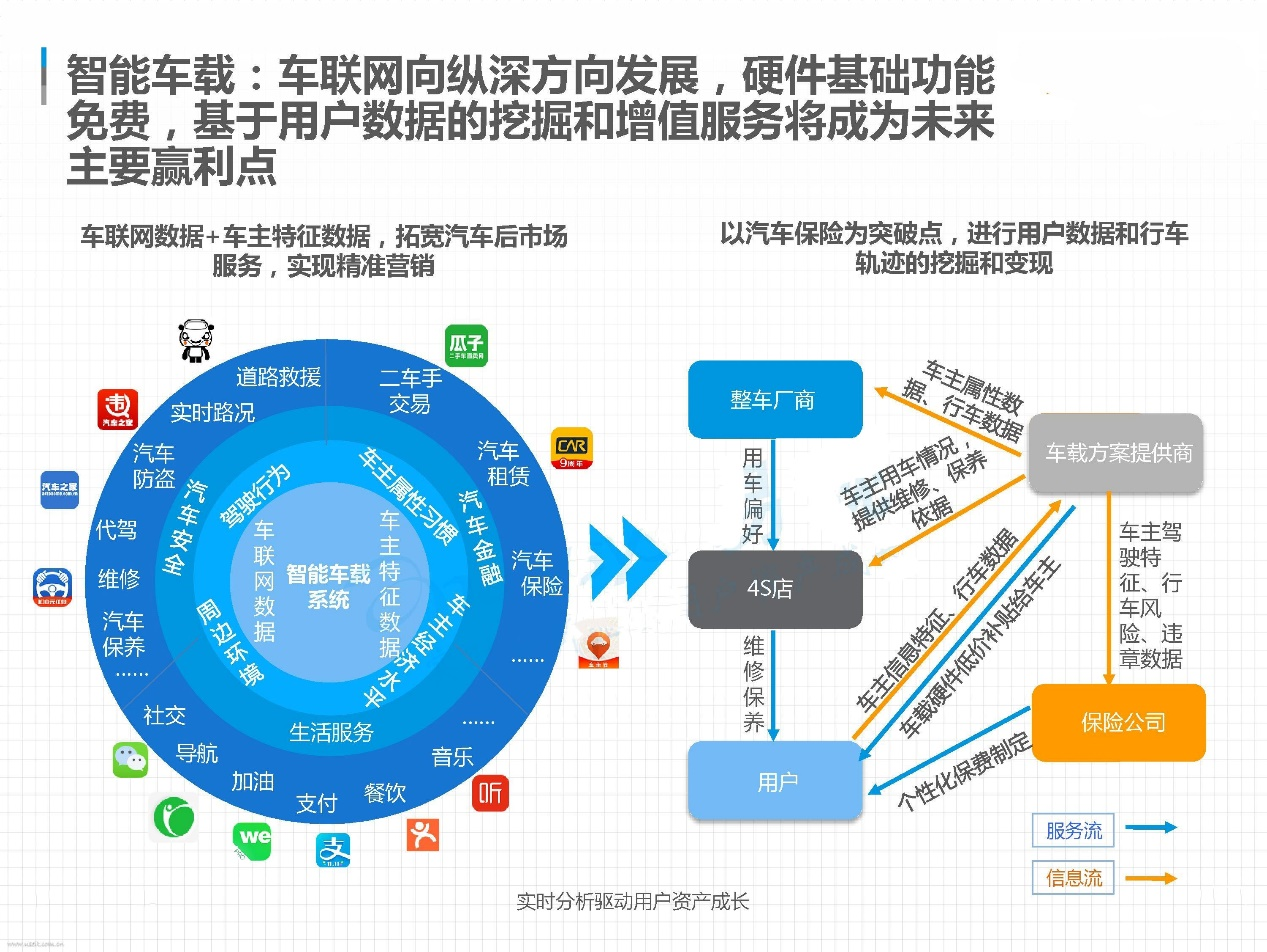 智能车载：车联网向纵深方向发展，硬件基础功能
免费，基于用户数据的挖掘和增值服务将成为未来
主要赢利点
车联网数据+车主特征数据，拓宽汽车后市场
服务，实现精准营销
以汽车保险为突破点，进行用户数据和行车
轨迹的挖掘和变现
道路救援
实时路况
汽车
防盗
代驾
维修
汽车
保养
……
二车手
交易
汽车
租赁
汽车
保险
……
社交
导航
加油
支付
餐饮
音乐
……
汽车安全
汽车金融
生活服务
驾驶行为
周边环境
车主属性习惯
车主经济水平
车联网数据
智能车载
系统
车主特征数据
瓜子
汽车之家
汽车之家
CAR
9周年
we
支
听
整车厂商
用车偏好
4S店
维修保养
用户
车载方案提供商
保险公司
车主属性数
据、行车数据
车主用车情况，
提供维修、保养
依据
车主信息特征、行车数据
车载硬件低价补贴给车主
车主驾
驶特
征、行
车风
险、违
章数据
个性化保费制定
服务流
信息流
实时分析驱动用户资产成长